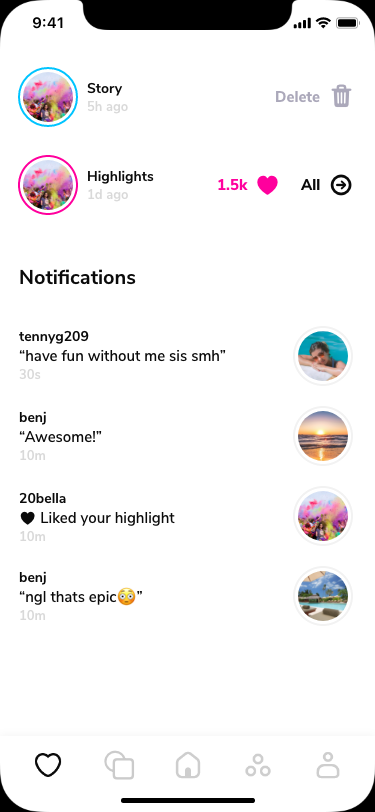 9:41
Story
5h ago
Delete
Highlights
1d ago
1.5k
All
Notifications
tennyg209
“have fun without me sis smh”
30s
benj
“Awesome!”
10m
20bella
🖤 Liked your highlight
10m
benj
“ngl thats epic😳”
10m